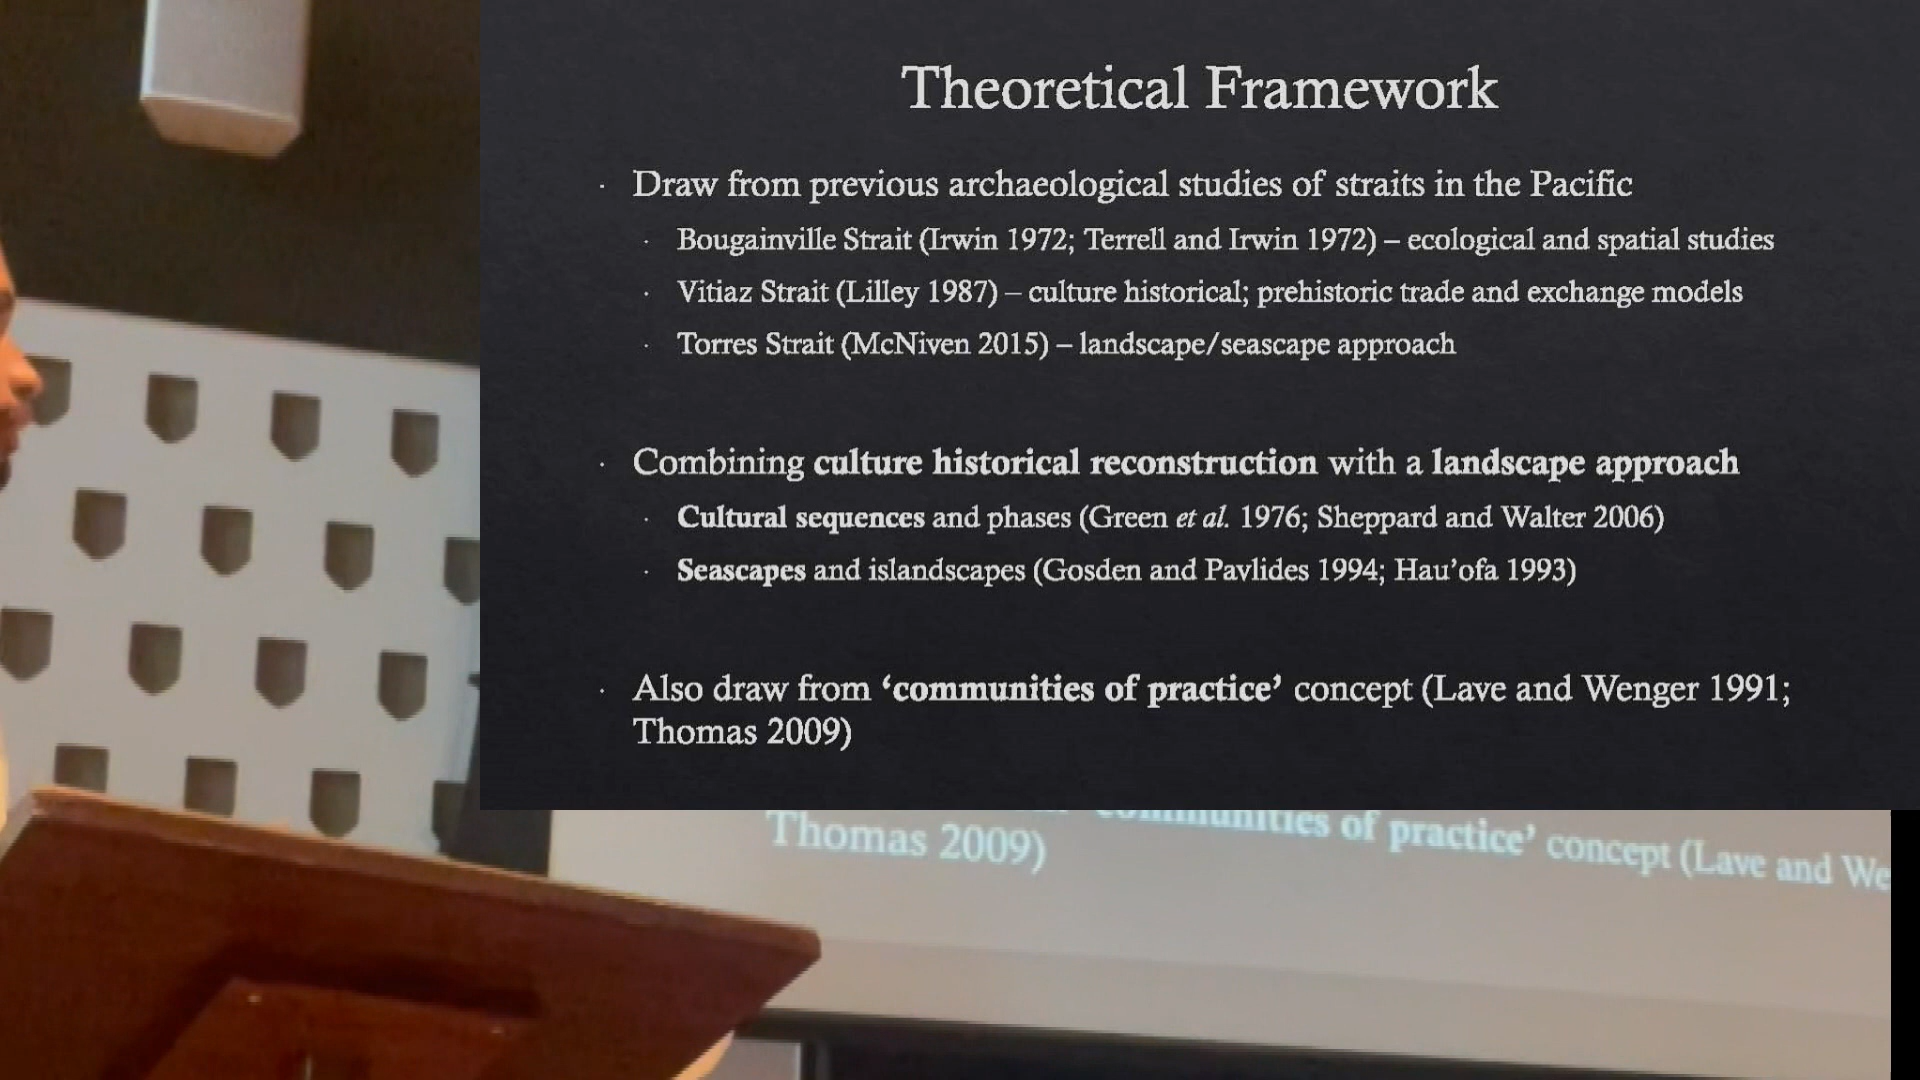 Theoretical Framework
· Draw from previous archaeological studies of straits in the Pacific
· Bougainville Strait (Irwin 1972; Terrell and Irwin 1972) – ecological and spatial studies
· Vitiaz Strait (Lilley 1987) – culture historical; prehistoric trade and exchange models
· Torres Strait (McNiven 2015) – landscape/seascape approach
· Combining culture historical reconstruction with a landscape approach
· Cultural sequences and phases (Green et al. 1976; Sheppard and Walter 2006)
· Seascapes and islandscapes (Gosden and Pavlides 1994; Hau’ofa 1993)
· Also draw from ‘communities of practice’ concept (Lave and Wenger 1991;
Thomas 2009)
communities of practice’ concept (Lave and We
Thomas 2009)